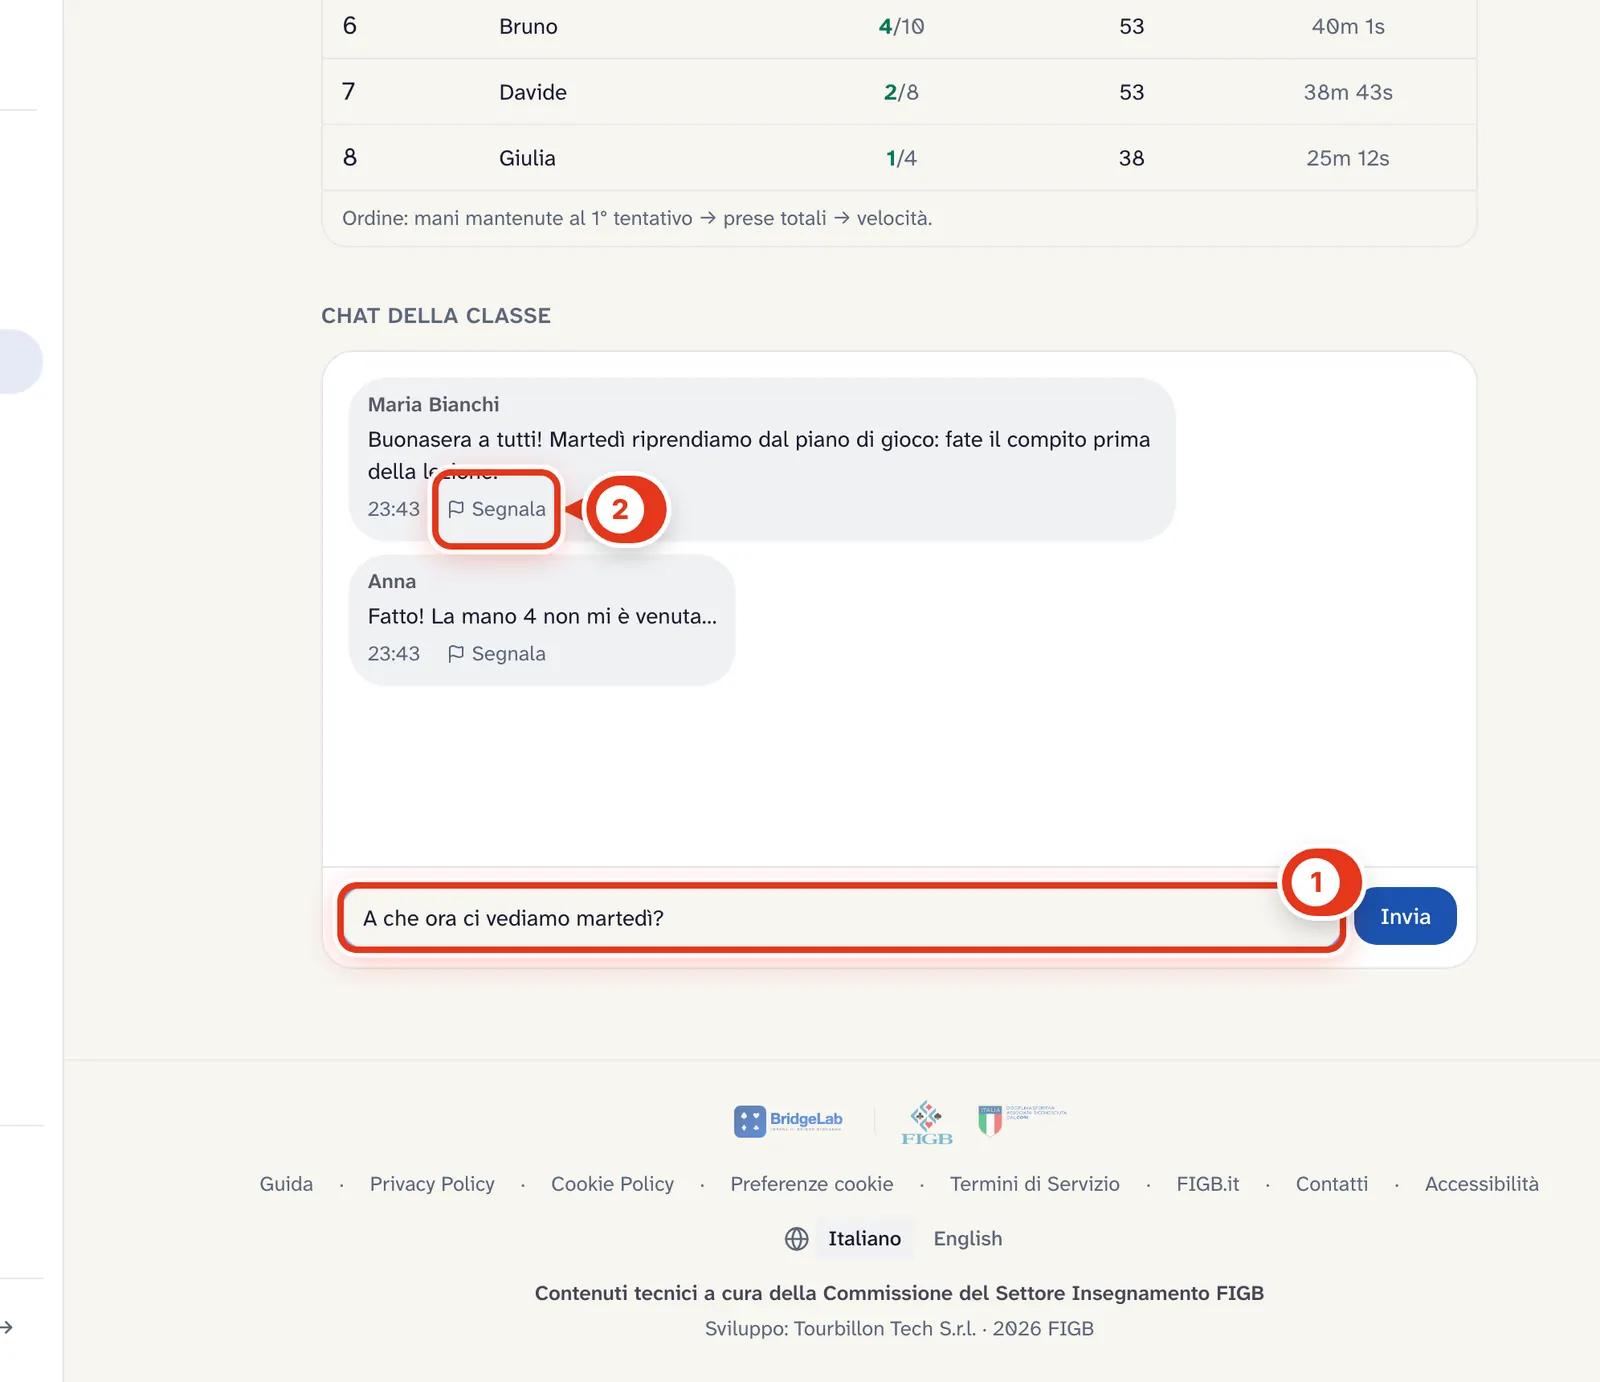 6 Bruno 4/10 53 40m 1s
7 Davide 2/8 53 38m 43s
8 Giulia 1/4 38 25m 12s
Ordine: mani mantenute al 1° tentativo → prese totali → velocità.
CHAT DELLA CLASSE
Maria Bianchi
Buonasera a tutti! Martedì riprendiamo dal piano di gioco: fate il compito prima
della lezione.
23:43 Segnala
2
Anna
Fatto! La mano 4 non mi è venuta...
23:43 Segnala
1
A che ora ci vediamo martedì?
Invia
BridgeLab
FIGB
ITALIA
Guida · Privacy Policy · Cookie Policy · Preferenze cookie · Termini di Servizio · FIGB.it · Contatti · Accessibilità
Italiano English
Contenuti tecnici a cura della Commissione del Settore Insegnamento FIGB
Sviluppo: Tourbillon Tech S.r.l. · 2026 FIGB